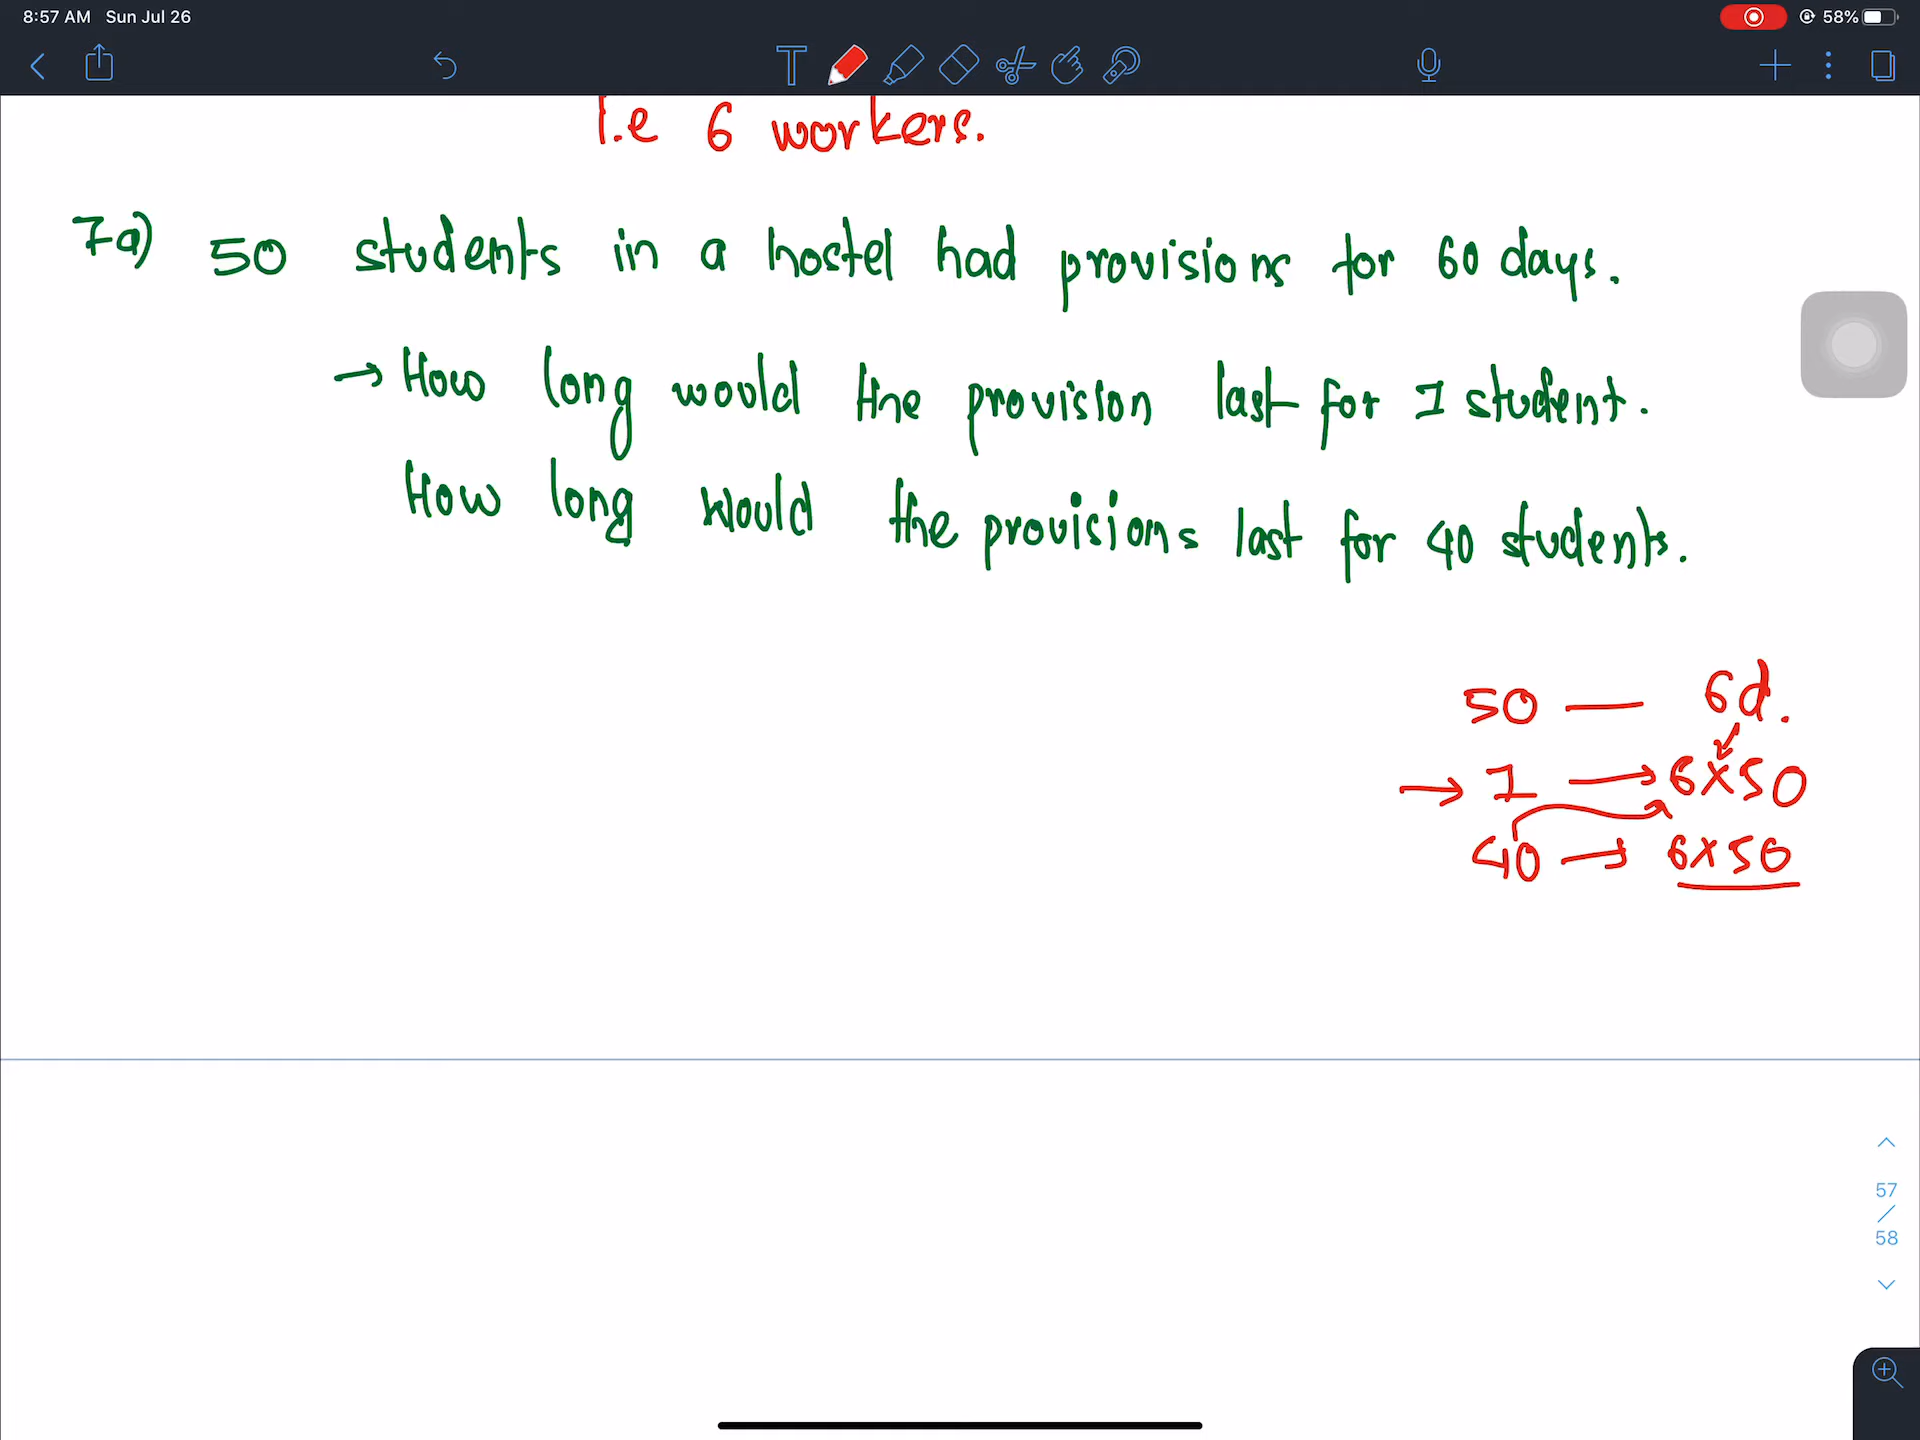 8:57 AM Sun Jul 26
58%
T
I.e 6 workers.
7a) 50 students in a hostel had provisions for 60 days.
→ How long would the provision last for 1 student.
How long would the provisions last for 40 students.
50 — 6d.
→ 1 → 6×50
40 → 6×50
57
/
58